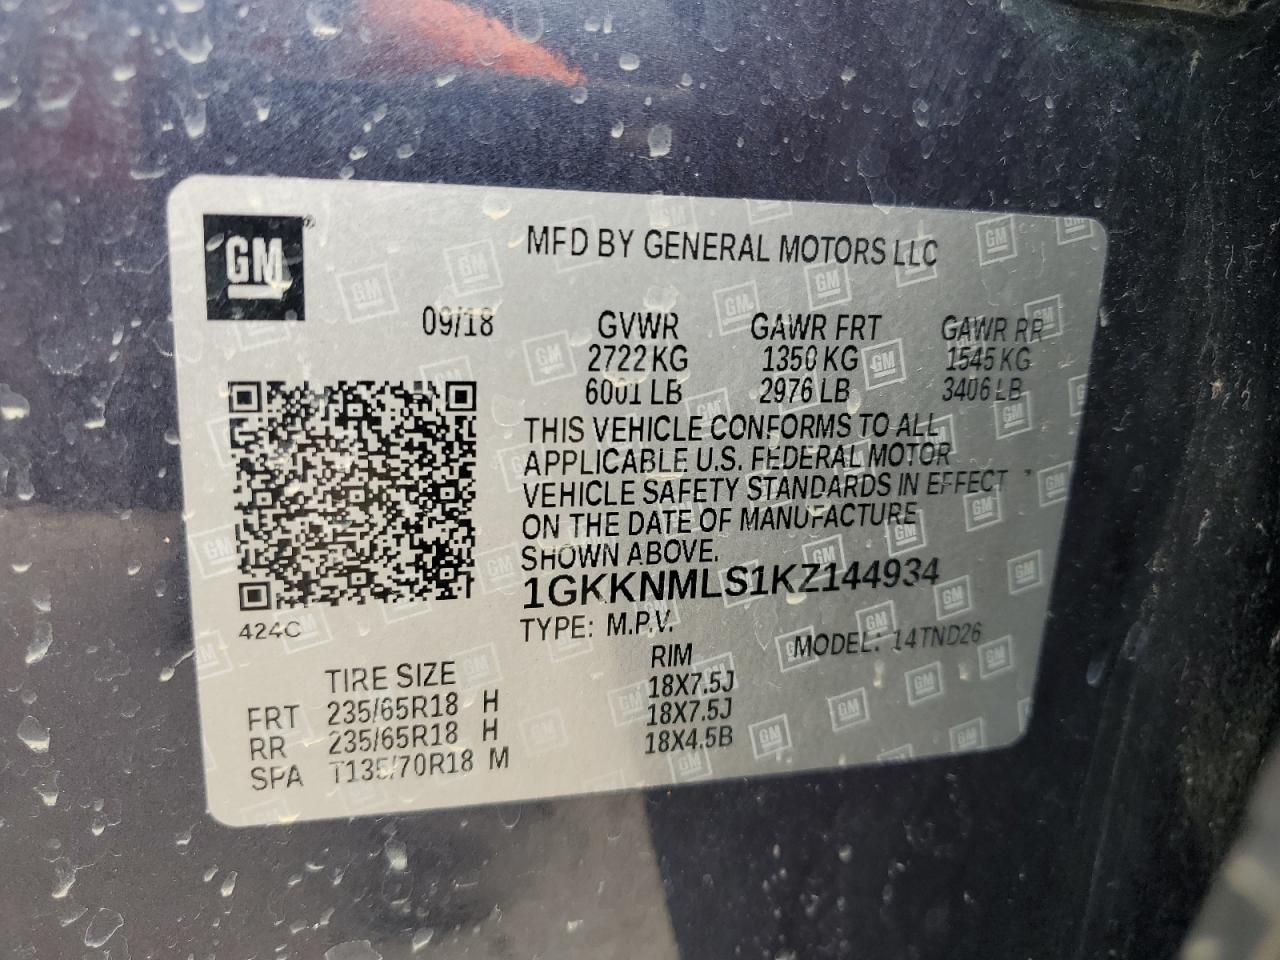 GM®
MFD BY GENERAL MOTORS LLC
09/18 GVWR GAWR FRT GAWR RR
2722 KG 1350 KG 1545 KG
6001 LB 2976 LB 3406 LB
THIS VEHICLE CONFORMS TO ALL
APPLICABLE U.S. FEDERAL MOTOR
VEHICLE SAFETY STANDARDS IN EFFECT
ON THE DATE OF MANUFACTURE
SHOWN ABOVE.
1GKKNMLS1KZ144934
424C
TYPE: M.P.V. MODEL: 14TND26
TIRE SIZE RIM
FRT 235/65R18 H 18X7.5J
RR 235/65R18 H 18X7.5J
SPA T135/70R18 M 18X4.5B